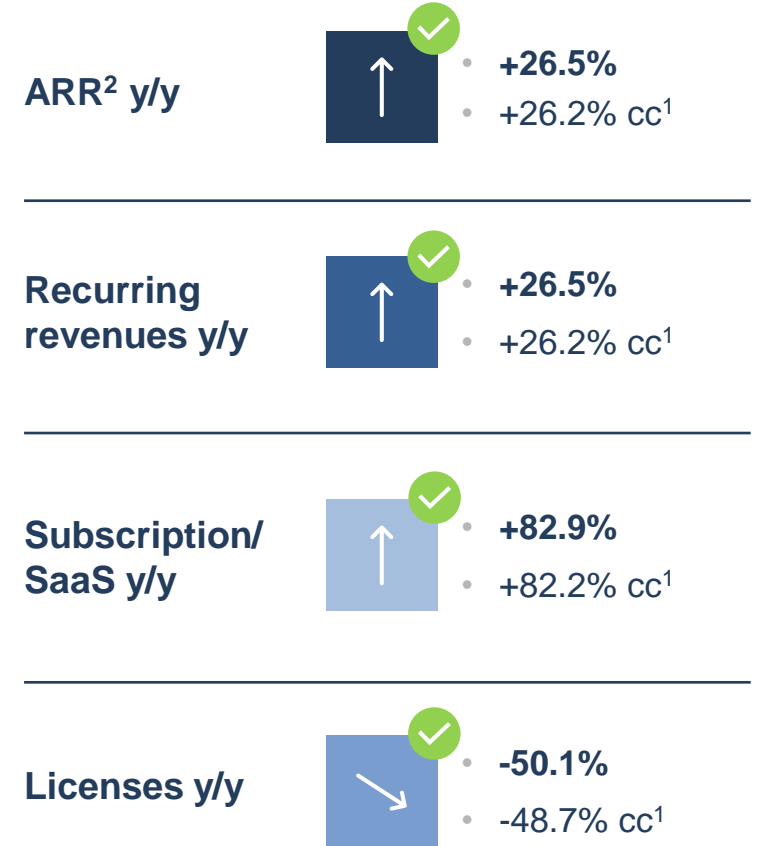 ARR² y/y
• +26.5%
• +26.2% cc¹
Recurring
revenues y/y
• +26.5%
• +26.2% cc¹
Subscription/
SaaS y/y
• +82.9%
• +82.2% cc¹
Licenses y/y
• -50.1%
• -48.7% cc¹